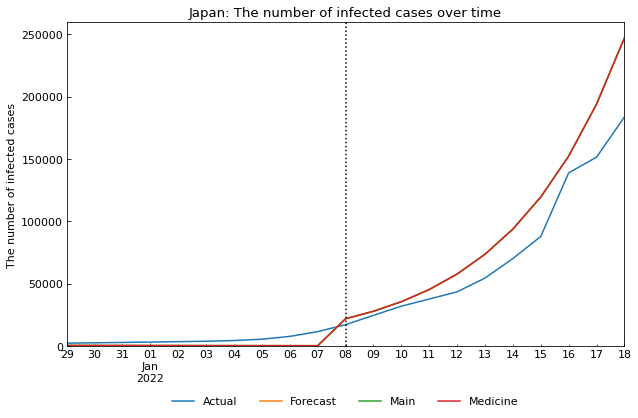 Japan: The number of infected cases over time
The number of infected cases
250000
200000
150000
100000
50000
0
29 30 31 01 02 03 04 05 06 07 08 09 10 11 12 13 14 15 16 17 18
Jan
2022
Actual Forecast Main Medicine